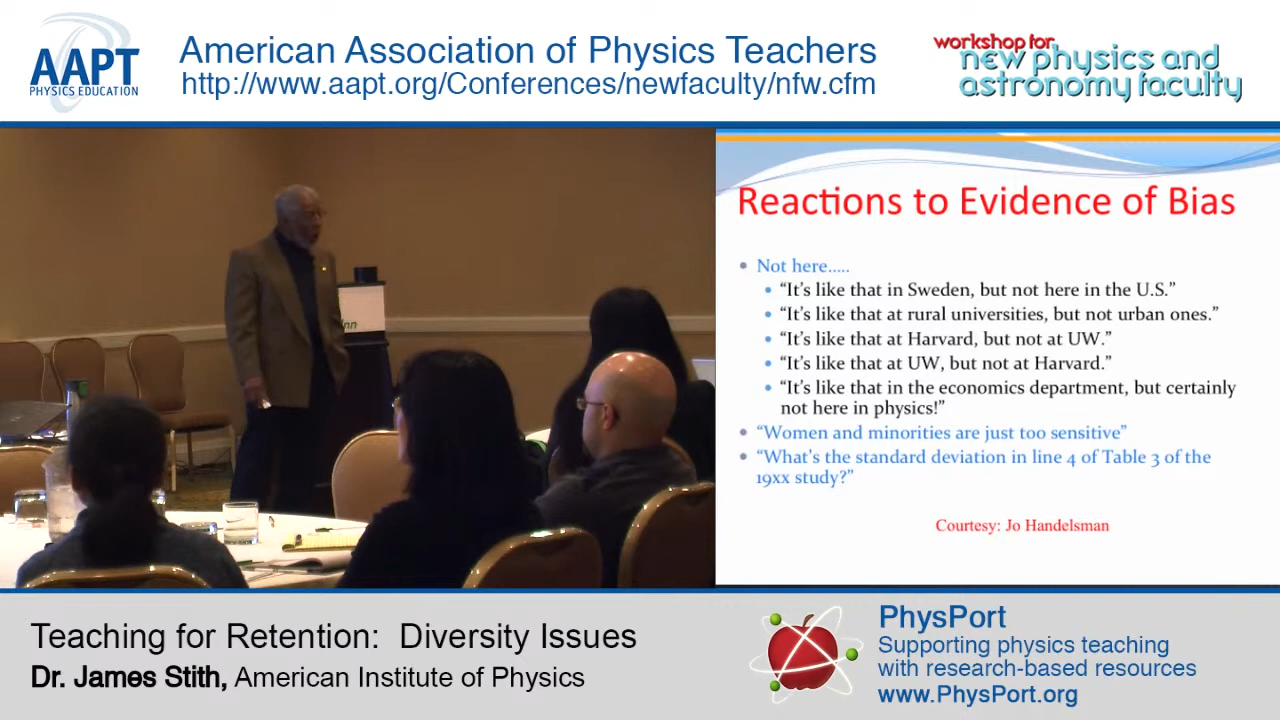 AAPT
PHYSICS EDUCATION
American Association of Physics Teachers
http://www.aapt.org/Conferences/newfaculty/nfw.cfm
workshop for
new physics and
astronomy faculty
Inn
Reactions to Evidence of Bias
• Not here.....
• “It’s like that in Sweden, but not here in the U.S.”
• “It’s like that at rural universities, but not urban ones.”
• “It’s like that at Harvard, but not at UW.”
• “It’s like that at UW, but not at Harvard.”
• “It’s like that in the economics department, but certainly
not here in physics!”
• “Women and minorities are just too sensitive”
• “What’s the standard deviation in line 4 of Table 3 of the
19xx study?”
Courtesy: Jo Handelsman
Teaching for Retention: Diversity Issues
Dr. James Stith, American Institute of Physics
PhysPort
Supporting physics teaching
with research-based resources
www.PhysPort.org